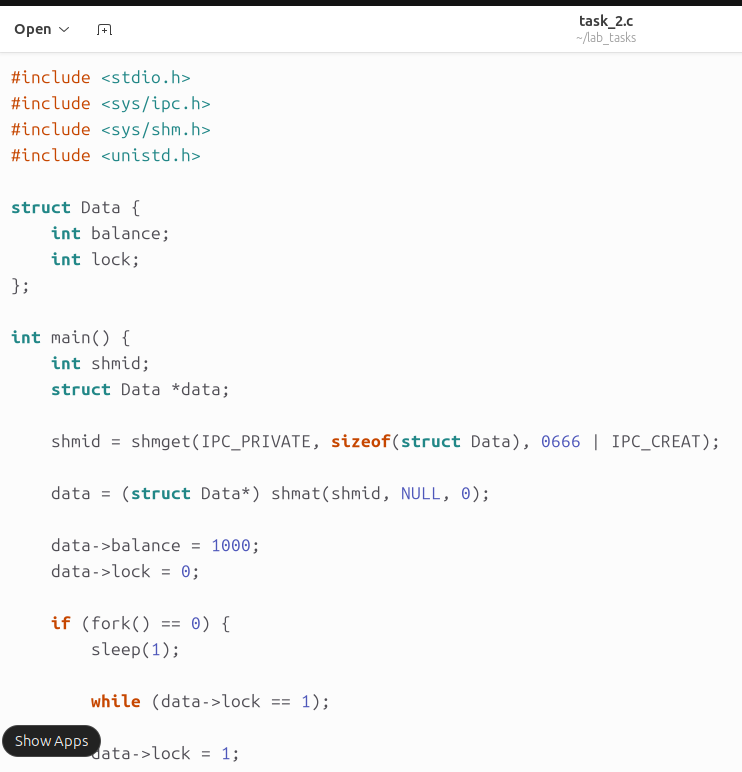 Open
task_2.c
~/lab_tasks
#include <stdio.h>
#include <sys/ipc.h>
#include <sys/shm.h>
#include <unistd.h>
struct Data {
    int balance;
    int lock;
};
int main() {
    int shmid;
    struct Data *data;
    shmid = shmget(IPC_PRIVATE, sizeof(struct Data), 0666 | IPC_CREAT);
    data = (struct Data*) shmat(shmid, NULL, 0);
    data->balance = 1000;
    data->lock = 0;
    if (fork() == 0) {
        sleep(1);
        while (data->lock == 1);
Show Apps
        data->lock = 1;